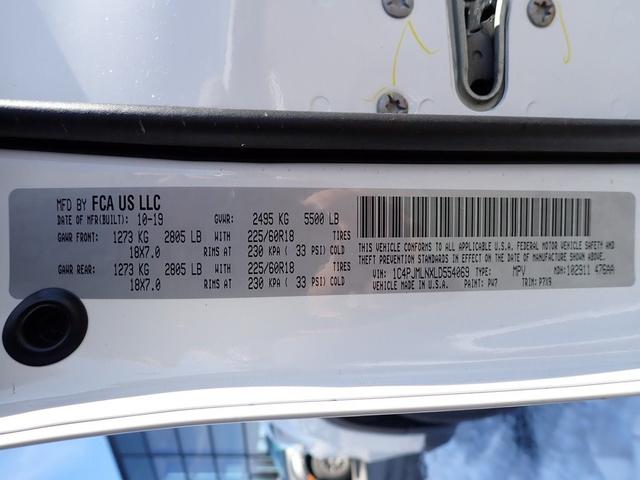 MFD BY FCA US LLC
DATE OF MFR(BUILT): 10-19 GVWR: 2495 KG 5500 LB
GAWR FRONT: 1273 KG 2805 LB WITH 225/60R18 TIRES
18X7.0 RIMS AT 230 KPA ( 33 PSI) COLD
GAWR REAR: 1273 KG 2805 LB WITH 225/60R18 TIRES
18X7.0 RIMS AT 230 KPA ( 33 PSI) COLD
THIS VEHICLE CONFORMS TO ALL APPLICABLE U.S.A. FEDERAL MOTOR VEHICLE SAFETY AND
THEFT PREVENTION STANDARDS IN EFFECT ON THE DATE OF MANUFACTURE SHOWN ABOVE.
VIN: 1C4PJMLNXLD554069 TYPE: MPV MDH: 102911 476AA
VEHICLE MADE IN U.S.A. PAINT: PW7 TRIM: P7X9